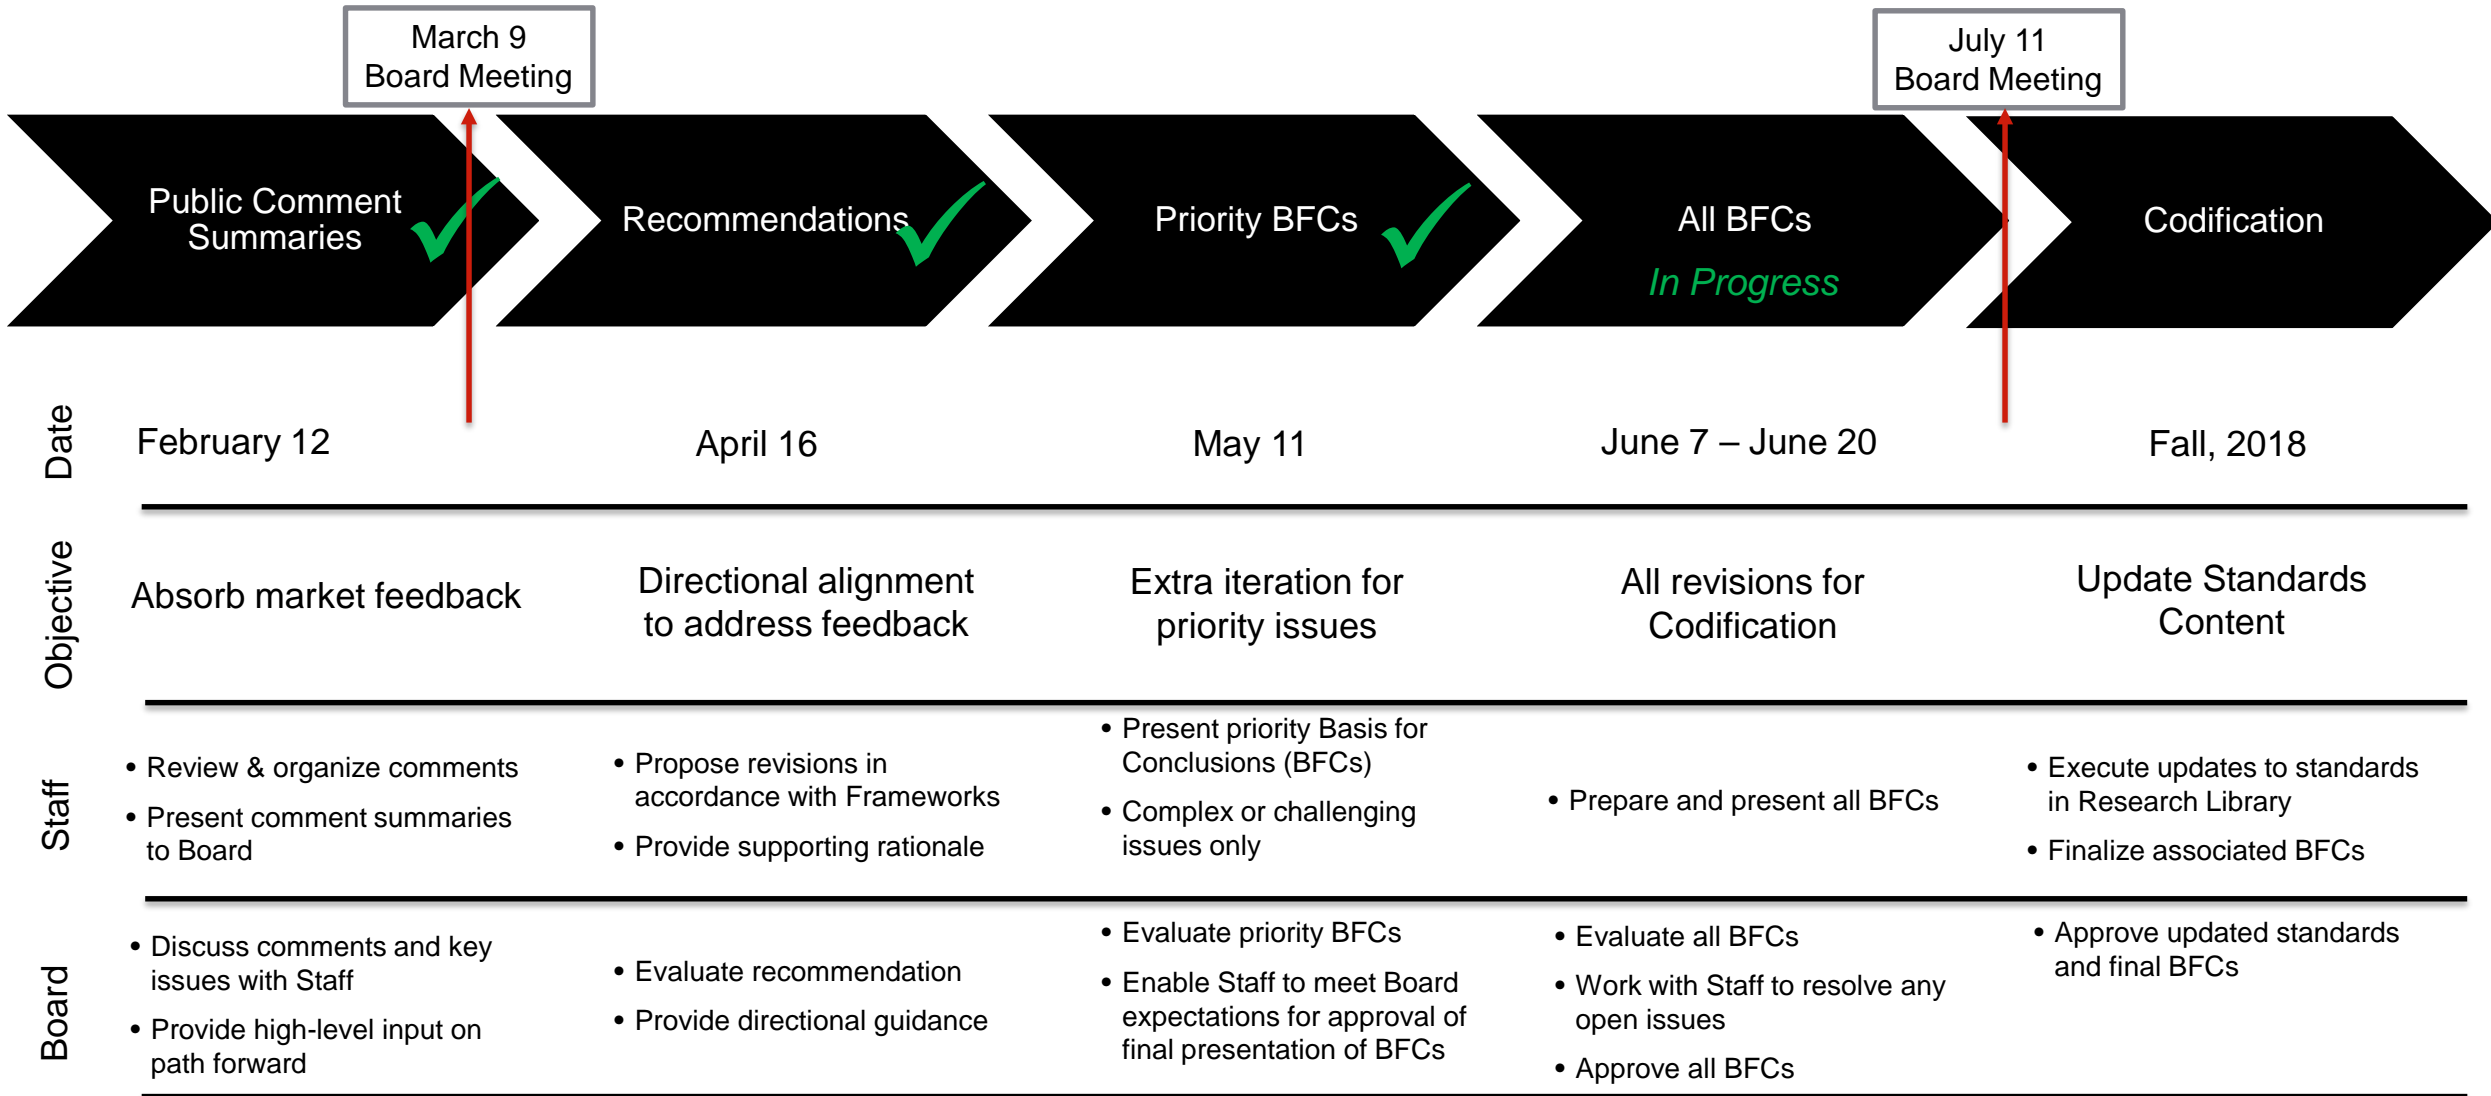 March 9
Board Meeting
July 11
Board Meeting
Public Comment
Summaries
Recommendations
Priority BFCs
All BFCs
In Progress
Codification
Date
February 12
April 16
May 11
June 7 – June 20
Fall, 2018
Objective
Absorb market feedback
Directional alignment
to address feedback
Extra iteration for
priority issues
All revisions for
Codification
Update Standards
Content
Staff
• Review & organize comments
• Present comment summaries
to Board
• Propose revisions in
accordance with Frameworks
• Provide supporting rationale
• Present priority Basis for
Conclusions (BFCs)
• Complex or challenging
issues only
• Prepare and present all BFCs
• Execute updates to standards
in Research Library
• Finalize associated BFCs
Board
• Discuss comments and key
issues with Staff
• Provide high-level input on
path forward
• Evaluate recommendation
• Provide directional guidance
• Evaluate priority BFCs
• Enable Staff to meet Board
expectations for approval of
final presentation of BFCs
• Evaluate all BFCs
• Work with Staff to resolve any
open issues
• Approve all BFCs
• Approve updated standards
and final BFCs